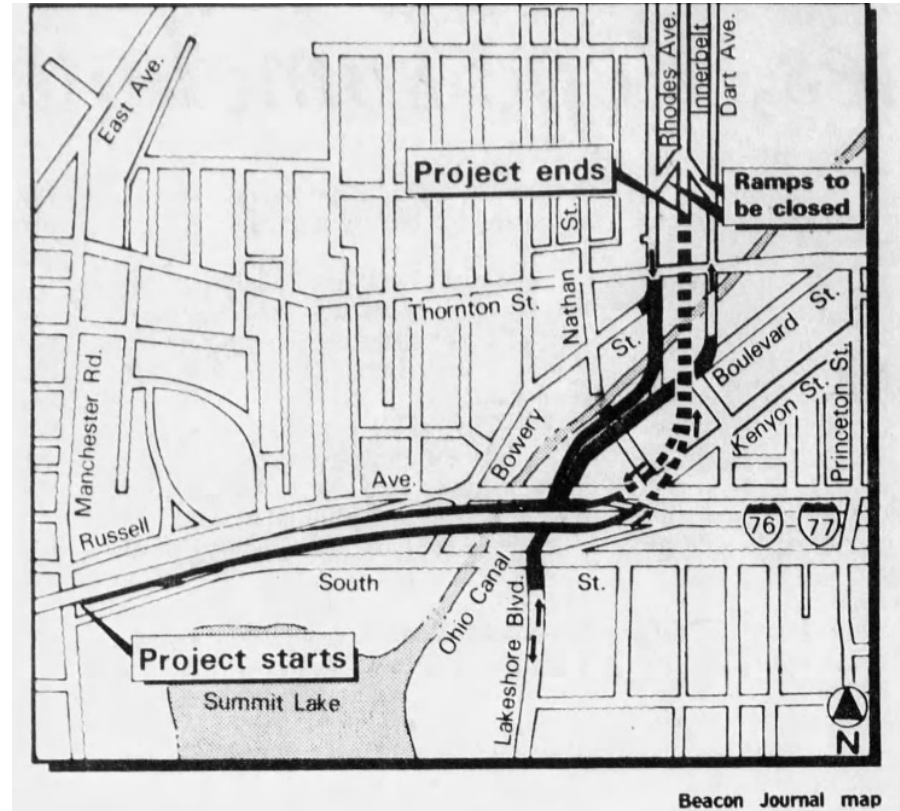 East Ave.
Rhodes Ave.
Innerbelt
Dart Ave.
Project ends
Ramps to
be closed
St.
Nathan
Thornton St.
St.
Bowery
Boulevard St.
Kenyon St.
Princeton St.
Manchester Rd.
Ave.
Russell
76
77
South
St.
Ohio Canal
Lakeshore Blvd.
Project starts
Summit Lake
N
Beacon Journal map